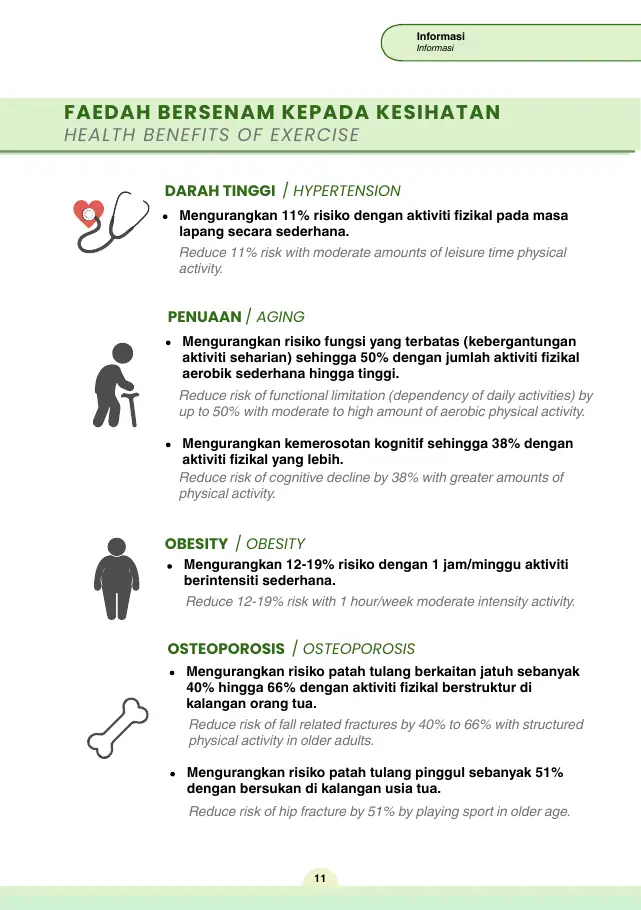 Informasi
Informasi
FAEDAH BERSENAM KEPADA KESIHATAN
HEALTH BENEFITS OF EXERCISE
DARAH TINGGI / HYPERTENSION
• Mengurangkan 11% risiko dengan aktiviti fizikal pada masa
lapang secara sederhana.
Reduce 11% risk with moderate amounts of leisure time physical
activity.
PENUAAN / AGING
• Mengurangkan risiko fungsi yang terbatas (kebergantungan
aktiviti seharian) sehingga 50% dengan jumlah aktiviti fizikal
aerobik sederhana hingga tinggi.
Reduce risk of functional limitation (dependency of daily activities) by
up to 50% with moderate to high amount of aerobic physical activity.
• Mengurangkan kemerosotan kognitif sehingga 38% dengan
aktiviti fizikal yang lebih.
Reduce risk of cognitive decline by 38% with greater amounts of
physical activity.
OBESITY / OBESITY
• Mengurangkan 12-19% risiko dengan 1 jam/minggu aktiviti
berintensiti sederhana.
Reduce 12-19% risk with 1 hour/week moderate intensity activity.
OSTEOPOROSIS / OSTEOPOROSIS
• Mengurangkan risiko patah tulang berkaitan jatuh sebanyak
40% hingga 66% dengan aktiviti fizikal berstruktur di
kalangan orang tua.
Reduce risk of fall related fractures by 40% to 66% with structured
physical activity in older adults.
• Mengurangkan risiko patah tulang pinggul sebanyak 51%
dengan bersukan di kalangan usia tua.
Reduce risk of hip fracture by 51% by playing sport in older age.
11